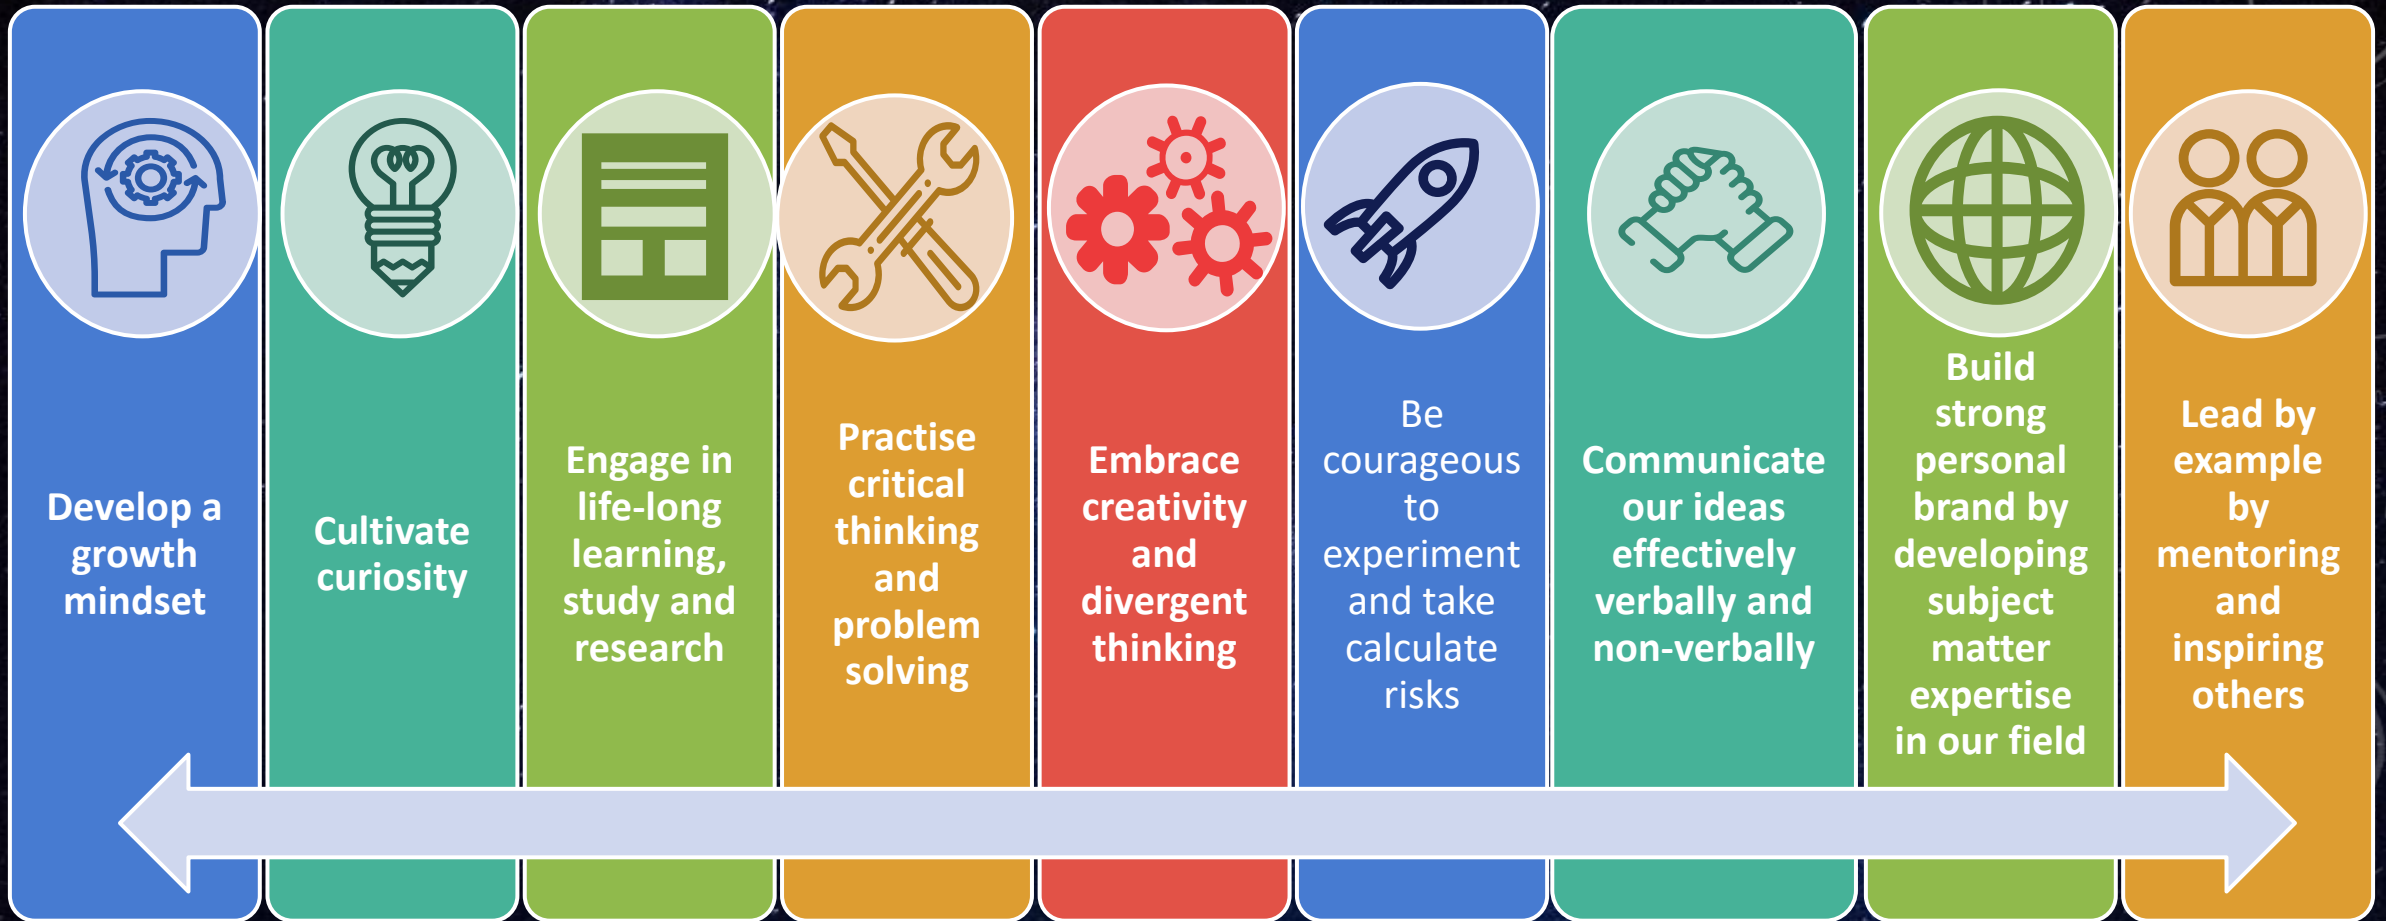 Develop a
growth
mindset
Cultivate
curiosity
Engage in
life-long
learning,
study and
research
Practise
critical
thinking
and
problem
solving
Embrace
creativity
and
divergent
thinking
Be
courageous
to
experiment
and take
calculate
risks
Communicate
our ideas
effectively
verbally and
non-verbally
Build
strong
personal
brand by
developing
subject
matter
expertise
in our field
Lead by
example
by
mentoring
and
inspiring
others